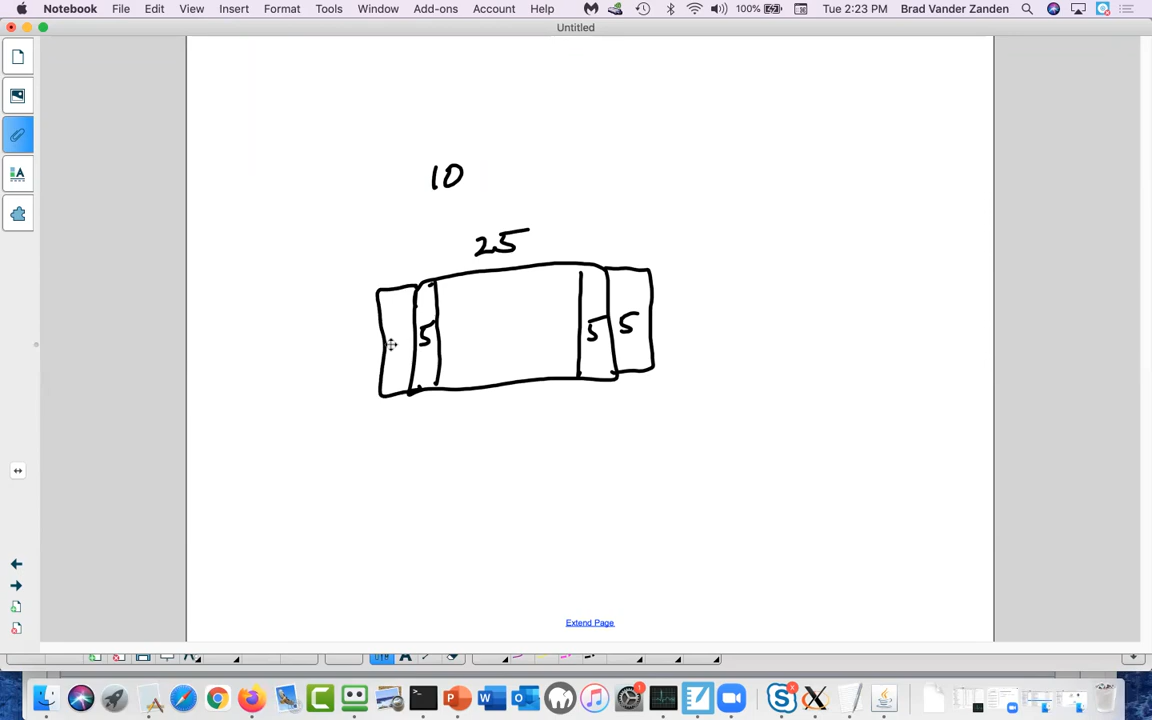 Notebook File Edit View Insert Format Tools Window Add-ons Account Help 100% Tue 2:23 PM Brad Vander Zanden
Untitled
10
25
5 5 5
Extend Page